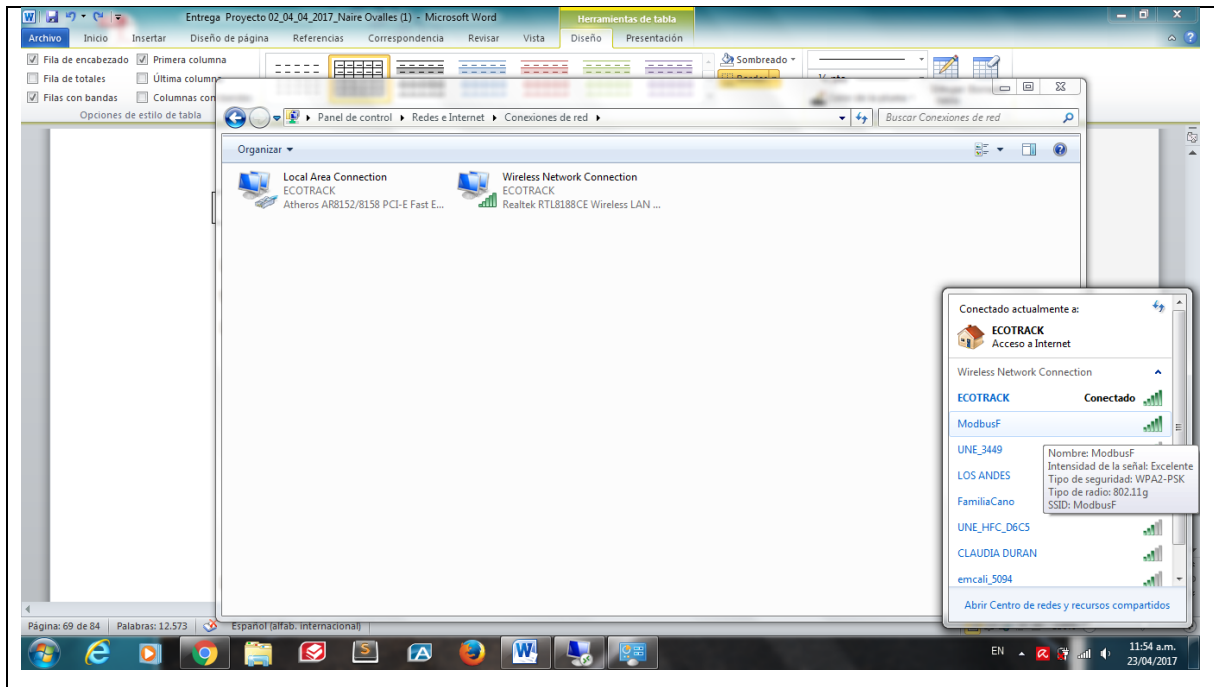 Entrega Proyecto 02_04_04_2017_Naire Ovalles (1) - Microsoft Word
Herramientas de tabla
Archivo Inicio Insertar Diseño de página Referencias Correspondencia Revisar Vista Diseño Presentación
Fila de encabezado Primera columna
Fila de totales Última columna
Filas con bandas Columnas con
Opciones de estilo de tabla
Sombreado
Panel de control Redes e Internet Conexiones de red
Buscar Conexiones de red
Organizar
Local Area Connection
ECOTRACK
Atheros AR8152/8158 PCI-E Fast E...
Wireless Network Connection
ECOTRACK
Realtek RTL8188CE Wireless LAN ...
Conectado actualmente a:
ECOTRACK
Acceso a Internet
Wireless Network Connection
ECOTRACK Conectado
ModbusF
UNE_3449
LOS ANDES
FamiliaCano
UNE_HFC_D6C5
CLAUDIA DURAN
emcali_5094
Nombre: ModbusF
Intensidad de la señal: Excelente
Tipo de seguridad: WPA2-PSK
Tipo de radio: 802.11g
SSID: ModbusF
Abrir Centro de redes y recursos compartidos
Página: 69 de 84 Palabras: 12.573 Español (alfab. internacional)
EN
11:54 a.m.
23/04/2017